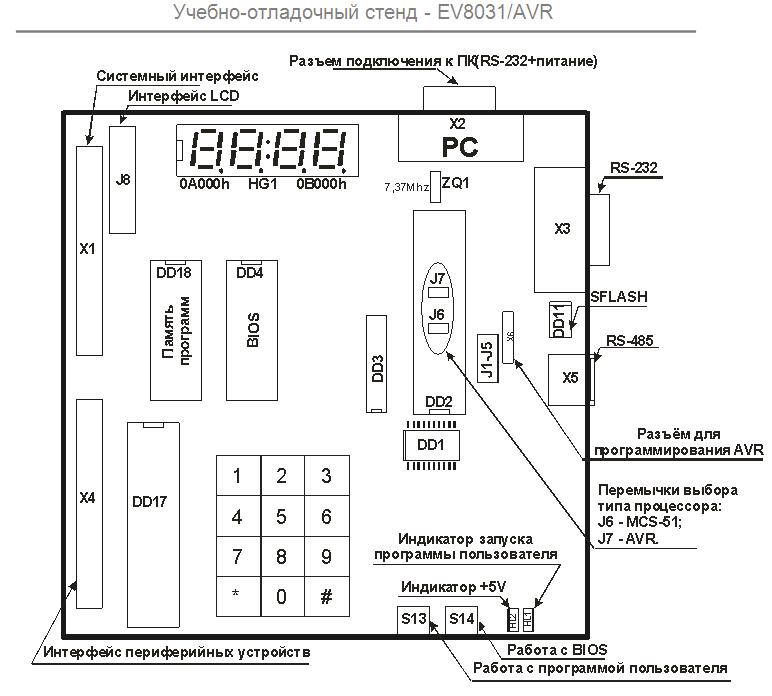 Учебно-отладочный стенд - EV8031/AVR
Разъем подключения к ПК(RS-232+питание)
Системный интерфейс
Интерфейс LCD
X2
PC
J8
0A000h HG1 0B000h
7,37Mhz
ZQ1
RS-232
X3
X1
DD18
Память
программ
DD4
BIOS
J7
J6
SFLASH
DD11
X6
J1-J5
RS-485
X5
DD3
DD2
DD1
Разъём для
программирования AVR
X4
DD17
1 2 3
4 5 6
7 8 9
* 0 #
Перемычки выбора
типа процессора:
J6 - MCS-51;
J7 - AVR.
Индикатор запуска
программы пользователя
Индикатор +5V
S13
S14
HL2
HL1
Интерфейс периферийных устройств
Работа с BIOS
Работа с программой пользователя